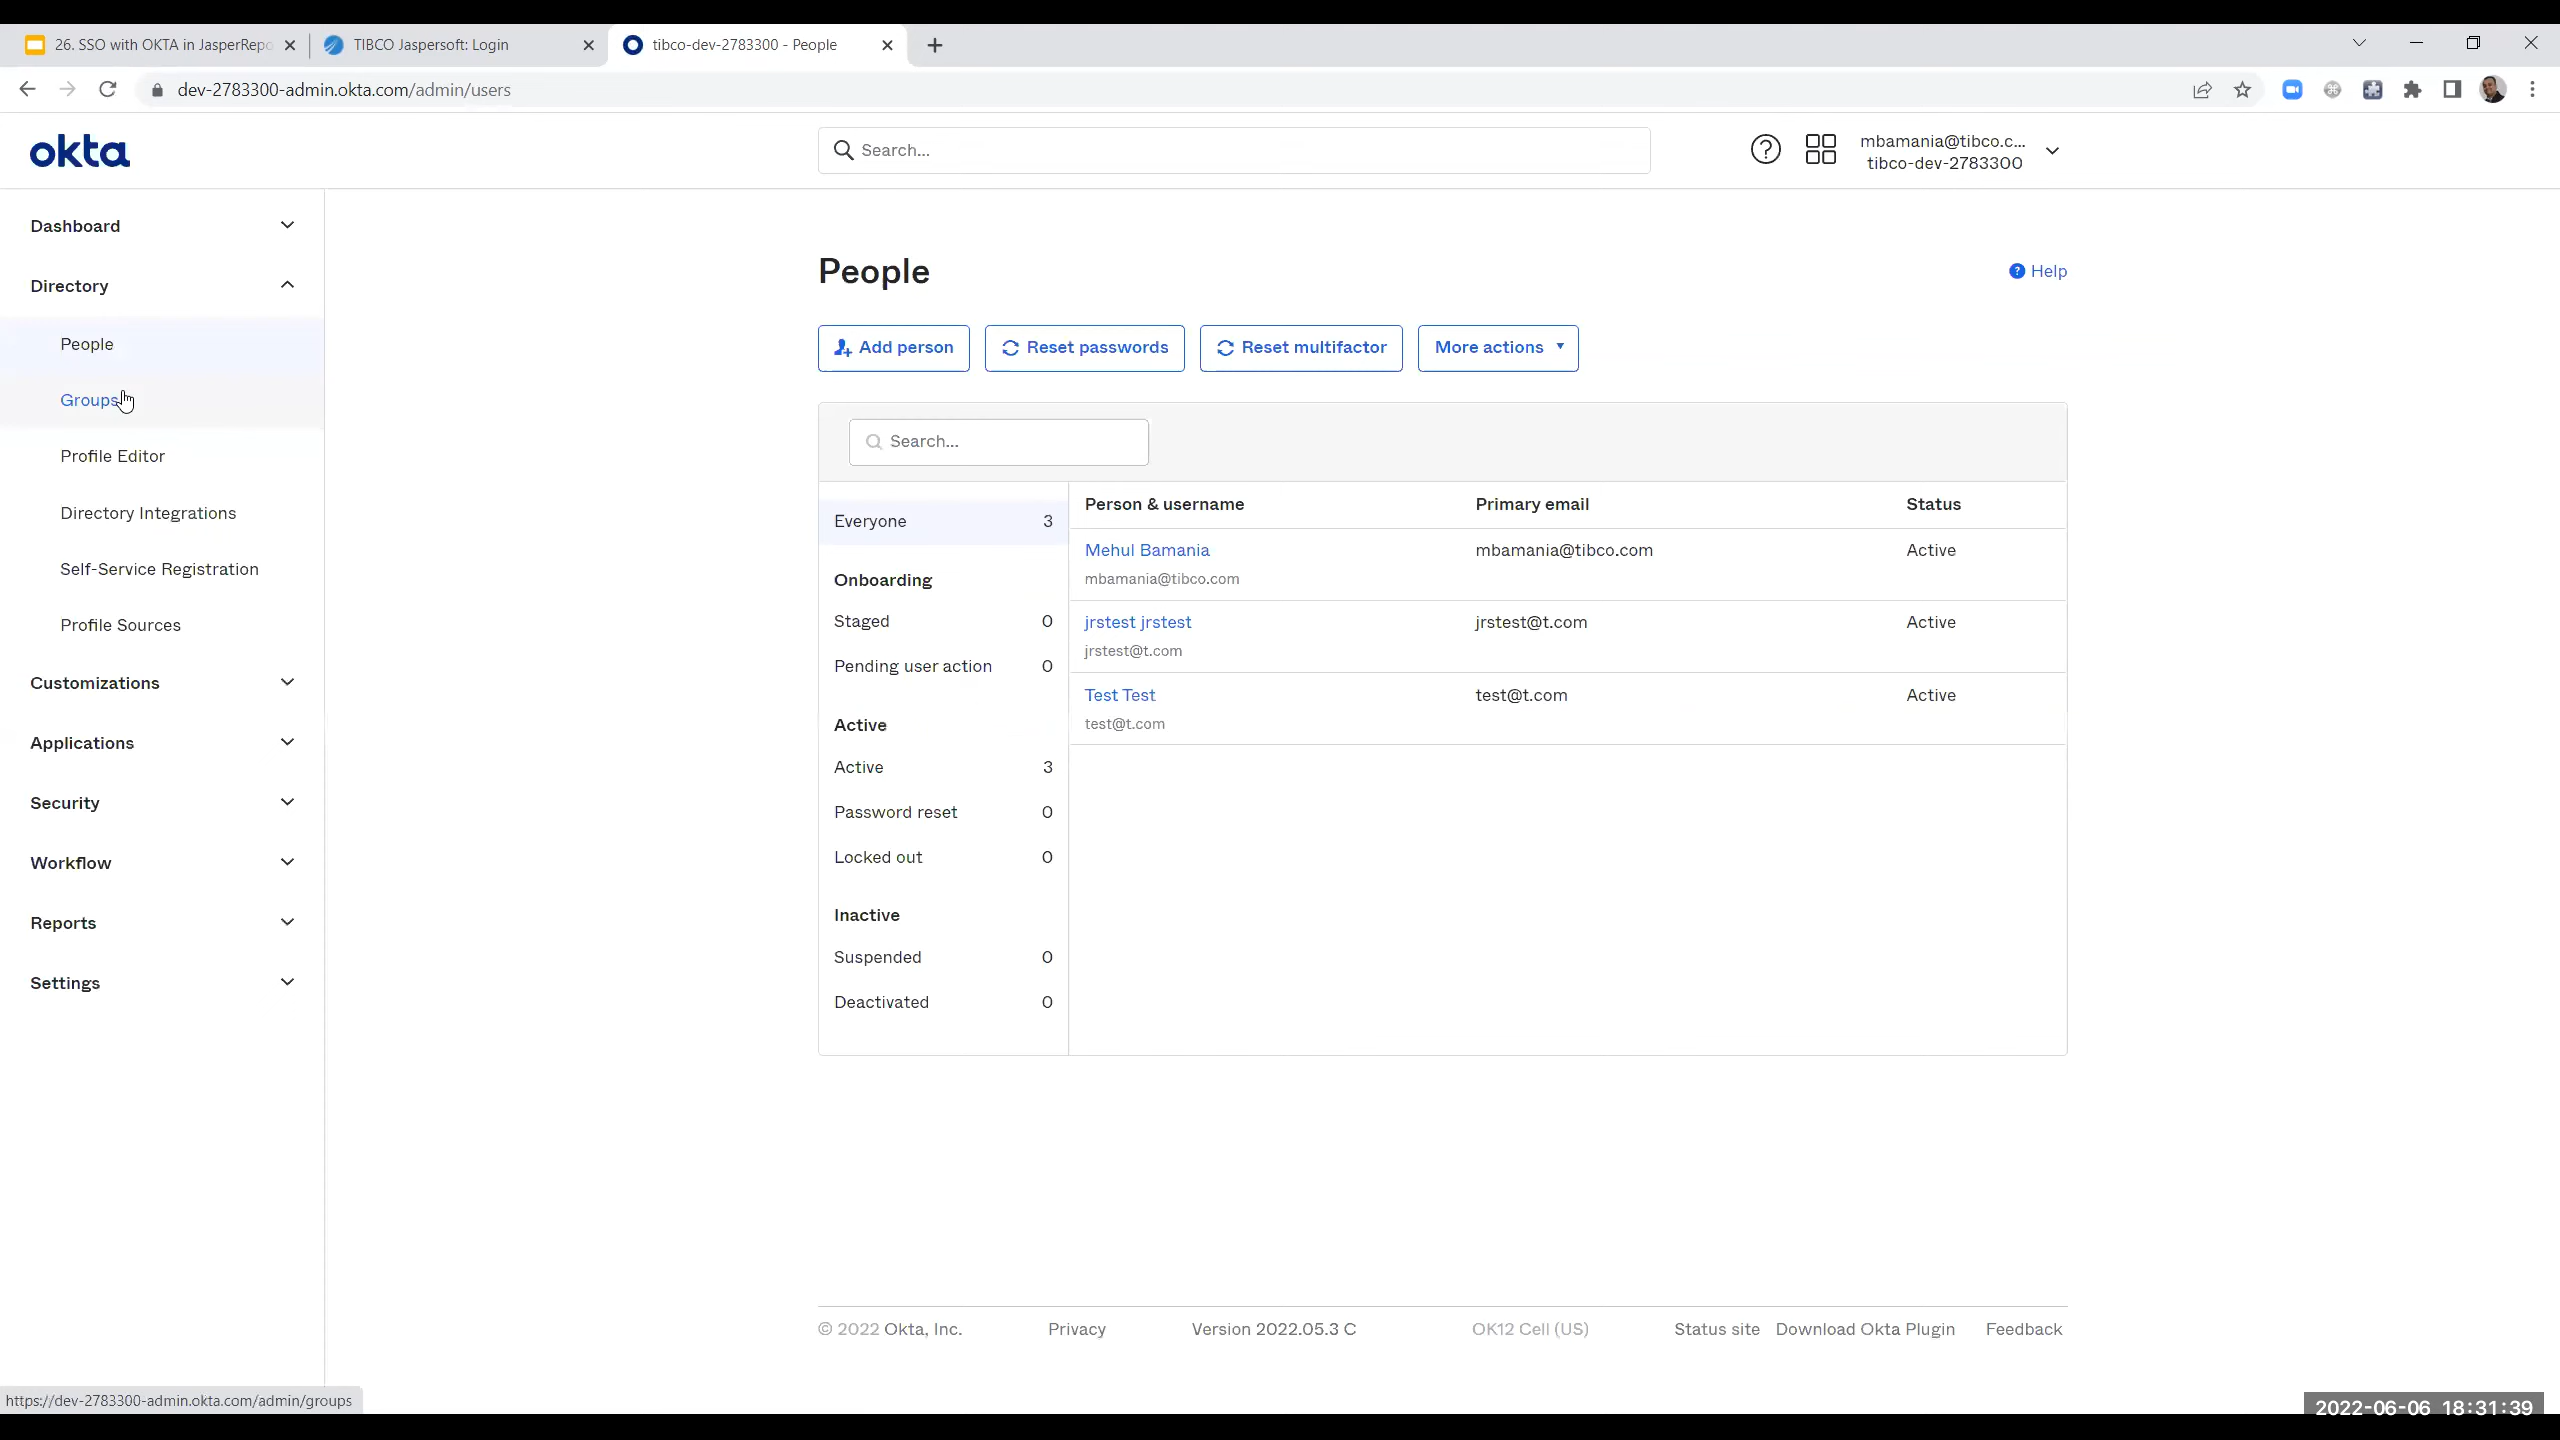 26. SSO with OKTA in JasperRepo
TIBCO Jaspersoft: Login
tibco-dev-2783300 - People
dev-2783300-admin.okta.com/admin/users
okta
Search...
mbamania@tibco.c...
tibco-dev-2783300
Dashboard
Directory
People
Groups
Profile Editor
Directory Integrations
Self-Service Registration
Profile Sources
Customizations
Applications
Security
Workflow
Reports
Settings
People
Help
Add person
Reset passwords
Reset multifactor
More actions
Search...
Everyone 3
Onboarding
Staged 0
Pending user action 0
Active
Active 3
Password reset 0
Locked out 0
Inactive
Suspended 0
Deactivated 0
Person & username Primary email Status
Mehul Bamania mbamania@tibco.com Active
mbamania@tibco.com
jrstest jrstest jrstest@t.com Active
jrstest@t.com
Test Test test@t.com Active
test@t.com
© 2022 Okta, Inc. Privacy Version 2022.05.3 C OK12 Cell (US) Status site Download Okta Plugin Feedback
https://dev-2783300-admin.okta.com/admin/groups
2022-06-06 18:31:39